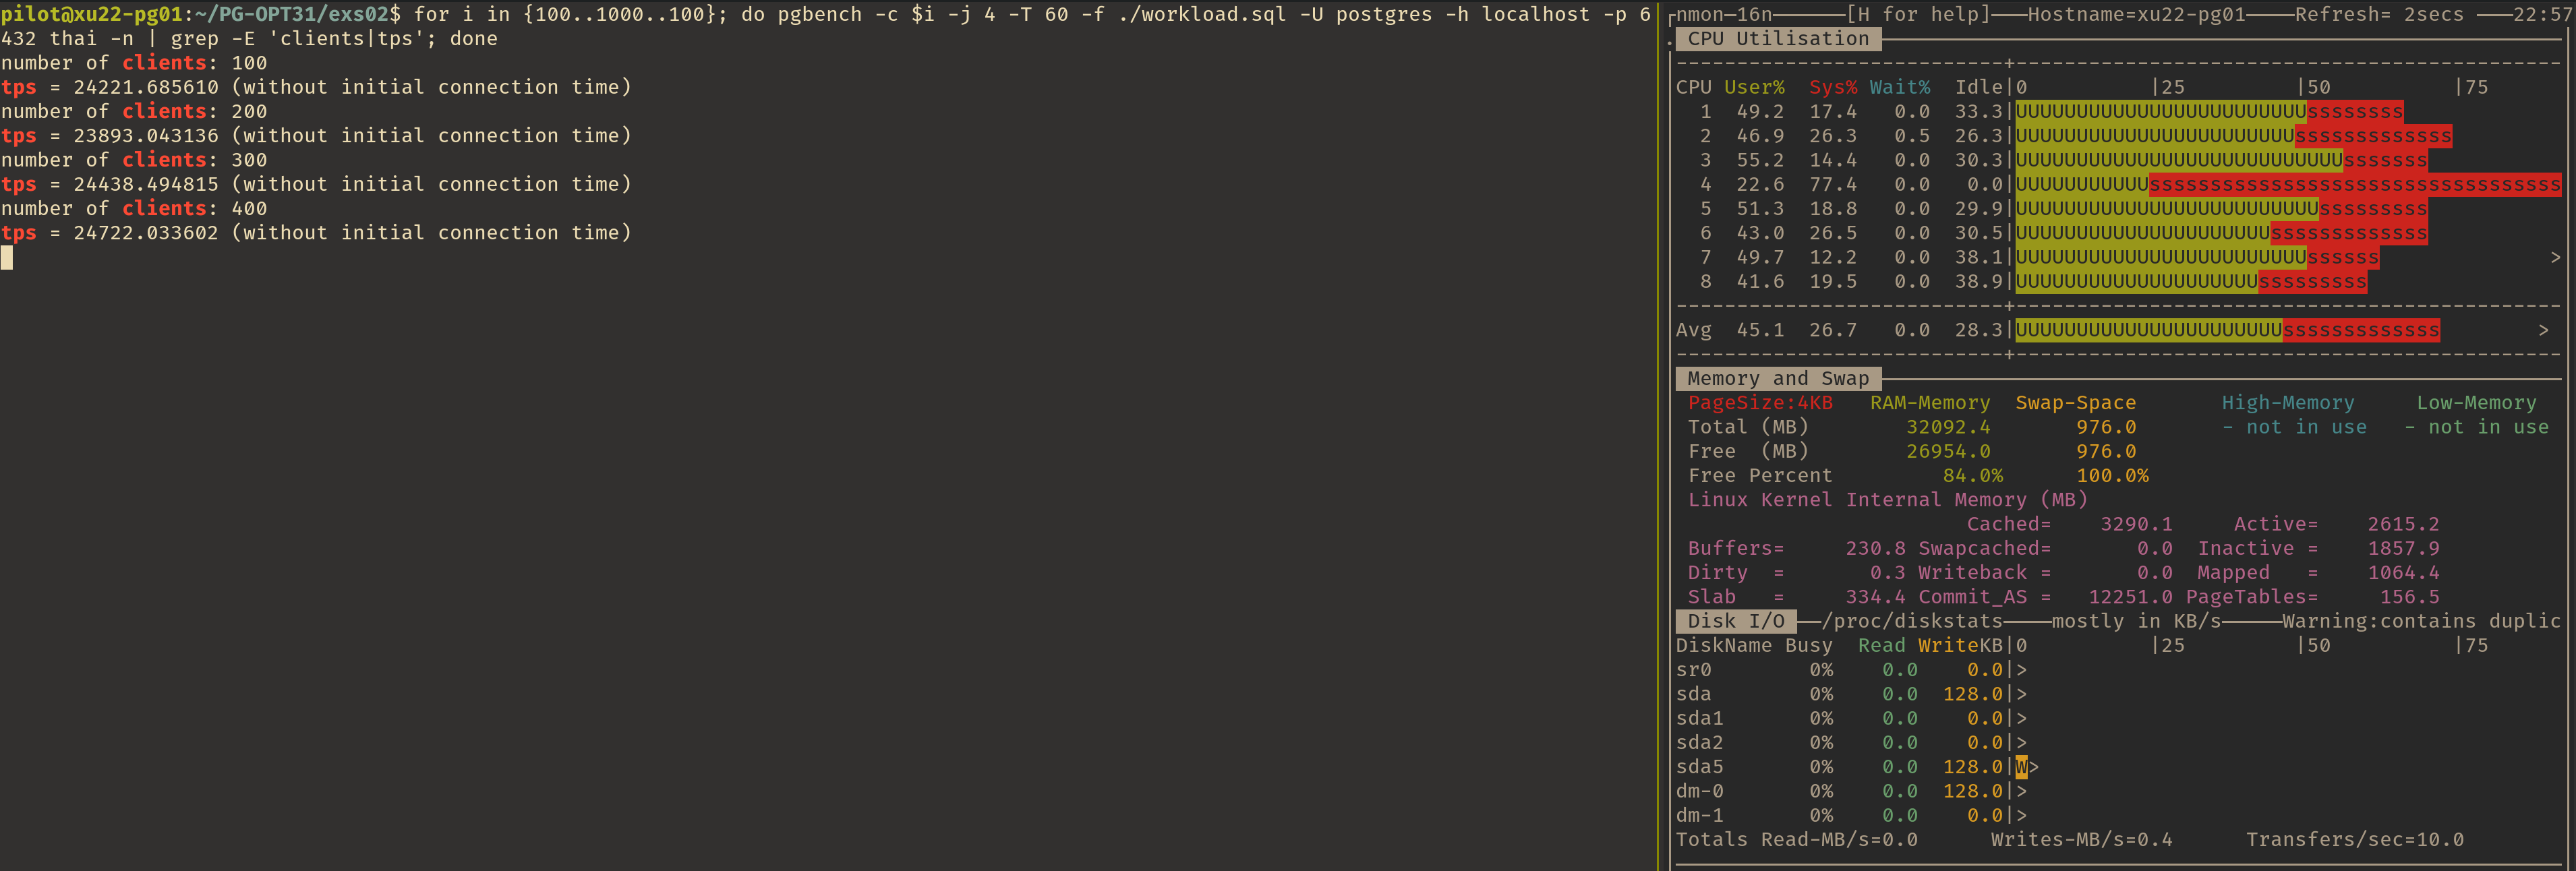 pilot@xu22-pg01:~/PG-OPT31/exs02$ for i in {100..1000..100}; do pgbench -c $i -j 4 -T 60 -f ./workload.sql -U postgres -h localhost -p 6
432 thai -n | grep -E 'clients|tps'; done
number of clients: 100
tps = 24221.685610 (without initial connection time)
number of clients: 200
tps = 23893.043136 (without initial connection time)
number of clients: 300
tps = 24438.494815 (without initial connection time)
number of clients: 400
tps = 24722.033602 (without initial connection time)
nmon—16n [H for help] Hostname=xu22-pg01 Refresh= 2secs 22:57
CPU Utilisation
CPU User% Sys% Wait% Idle|0 |25 |50 |75
1 49.2 17.4 0.0 33.3|UUUUUUUUUUUUUUUUUUUUUUUUssssssss
2 46.9 26.3 0.5 26.3|UUUUUUUUUUUUUUUUUUUUUUUsssssssssssss
3 55.2 14.4 0.0 30.3|UUUUUUUUUUUUUUUUUUUUUUUUUUUsssssss
4 22.6 77.4 0.0 0.0|UUUUUUUUUUUssssssssssssssssssssssssssssssssss
5 51.3 18.8 0.0 29.9|UUUUUUUUUUUUUUUUUUUUUUUUUsssssssss
6 43.0 26.5 0.0 30.5|UUUUUUUUUUUUUUUUUUUUUsssssssssssss
7 49.7 12.2 0.0 38.1|UUUUUUUUUUUUUUUUUUUUUUUUssssss >
8 41.6 19.5 0.0 38.9|UUUUUUUUUUUUUUUUUUUUsssssssss
Avg 45.1 26.7 0.0 28.3|UUUUUUUUUUUUUUUUUUUUUUsssssssssssss >
Memory and Swap
PageSize:4KB RAM-Memory Swap-Space High-Memory Low-Memory
Total (MB) 32092.4 976.0 - not in use - not in use
Free (MB) 26954.0 976.0
Free Percent 84.0% 100.0%
Linux Kernel Internal Memory (MB)
Cached= 3290.1 Active= 2615.2
Buffers= 230.8 Swapcached= 0.0 Inactive = 1857.9
Dirty = 0.3 Writeback = 0.0 Mapped = 1064.4
Slab = 334.4 Commit_AS = 12251.0 PageTables= 156.5
Disk I/O /proc/diskstats mostly in KB/s Warning:contains duplic
DiskName Busy Read WriteKB|0 |25 |50 |75
sr0 0% 0.0 0.0|>
sda 0% 0.0 128.0|>
sda1 0% 0.0 0.0|>
sda2 0% 0.0 0.0|>
sda5 0% 0.0 128.0|W>
dm-0 0% 0.0 128.0|>
dm-1 0% 0.0 0.0|>
Totals Read-MB/s=0.0 Writes-MB/s=0.4 Transfers/sec=10.0